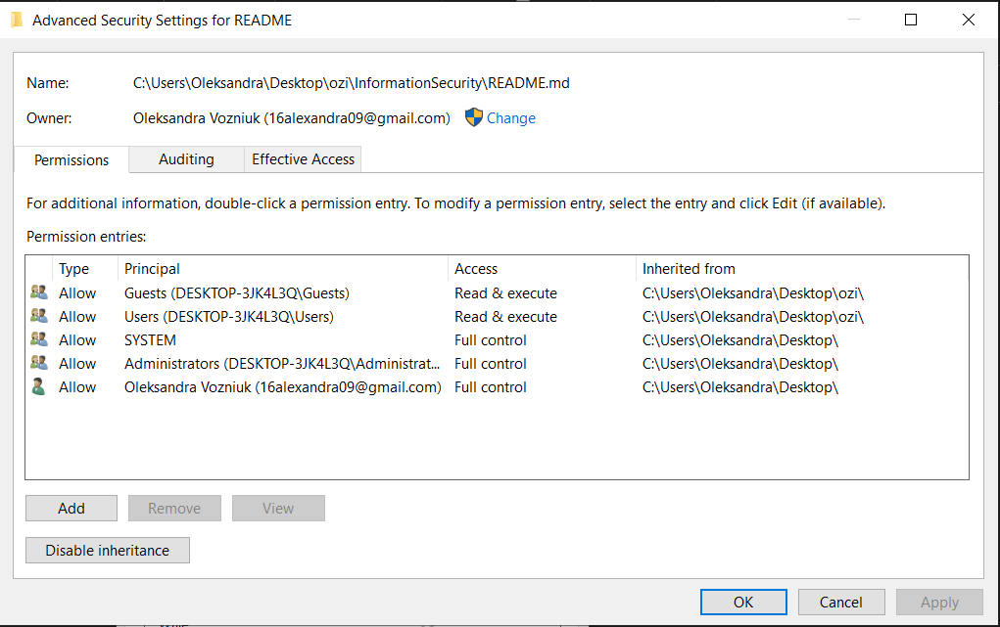 Advanced Security Settings for README
Name: C:\Users\Oleksandra\Desktop\ozi\InformationSecurity\README.md
Owner: Oleksandra Vozniuk (16alexandra09@gmail.com) Change
Permissions Auditing Effective Access
For additional information, double-click a permission entry. To modify a permission entry, select the entry and click Edit (if available).
Permission entries:
Type Principal Access Inherited from
Allow Guests (DESKTOP-3JK4L3Q\Guests) Read & execute C:\Users\Oleksandra\Desktop\ozi\
Allow Users (DESKTOP-3JK4L3Q\Users) Read & execute C:\Users\Oleksandra\Desktop\ozi\
Allow SYSTEM Full control C:\Users\Oleksandra\Desktop\
Allow Administrators (DESKTOP-3JK4L3Q\Administrat... Full control C:\Users\Oleksandra\Desktop\
Allow Oleksandra Vozniuk (16alexandra09@gmail.com) Full control C:\Users\Oleksandra\Desktop\
Add Remove View
Disable inheritance
OK Cancel Apply